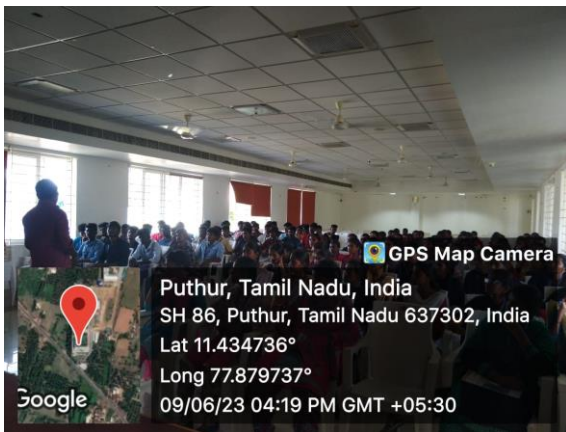 GPS Map Camera
Puthur, Tamil Nadu, India
SH 86, Puthur, Tamil Nadu 637302, India
Lat 11.434736°
Long 77.879737°
09/06/23 04:19 PM GMT +05:30
Google